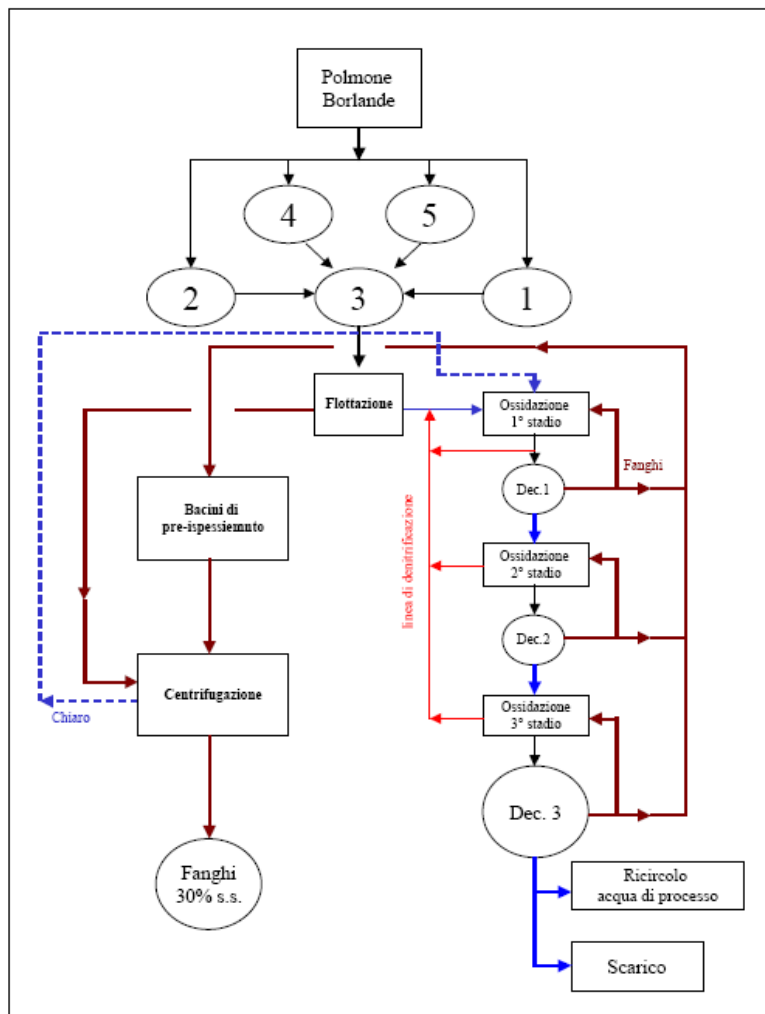 Polmone
Borlande
4
5
2
3
1
Flottazione
Ossidazione
1° stadio
Fanghi
Dec.1
Bacini di
pre-ispessiemnuto
linea di denitrificazione
Ossidazione
2° stadio
Dec.2
Centrifugazione
Chiaro
Ossidazione
3° stadio
Dec. 3
Fanghi
30% s.s.
Ricircolo
acqua di processo
Scarico